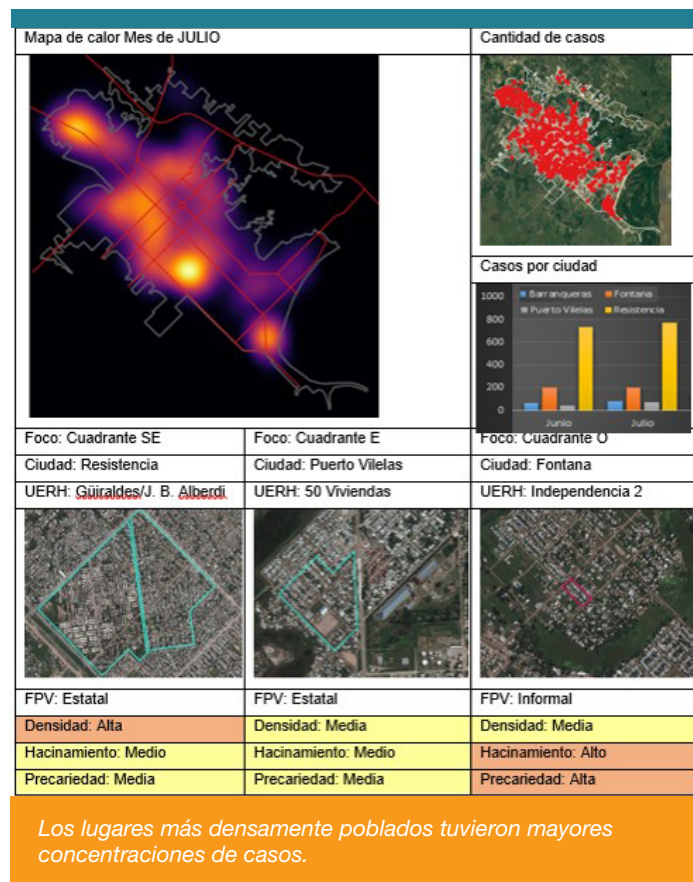 Mapa de calor Mes de JULIO
Cantidad de casos
Casos por ciudad
1000
800
600
400
200
0
Barranqueras
Fontana
Puerto Vilelas
Resistencia
Junio
Julio
Foco: Cuadrante SE
Foco: Cuadrante E
Foco: Cuadrante O
Ciudad: Resistencia
Ciudad: Puerto Vilelas
Ciudad: Fontana
UERH: Güiraldes/J. B. Alberdi
UERH: 50 Viviendas
UERH: Independencia 2
FPV: Estatal
FPV: Estatal
FPV: Informal
Densidad: Alta
Densidad: Media
Densidad: Media
Hacinamiento: Medio
Hacinamiento: Medio
Hacinamiento: Alto
Precariedad: Media
Precariedad: Media
Precariedad: Alta
Los lugares más densamente poblados tuvieron mayores
concentraciones de casos.